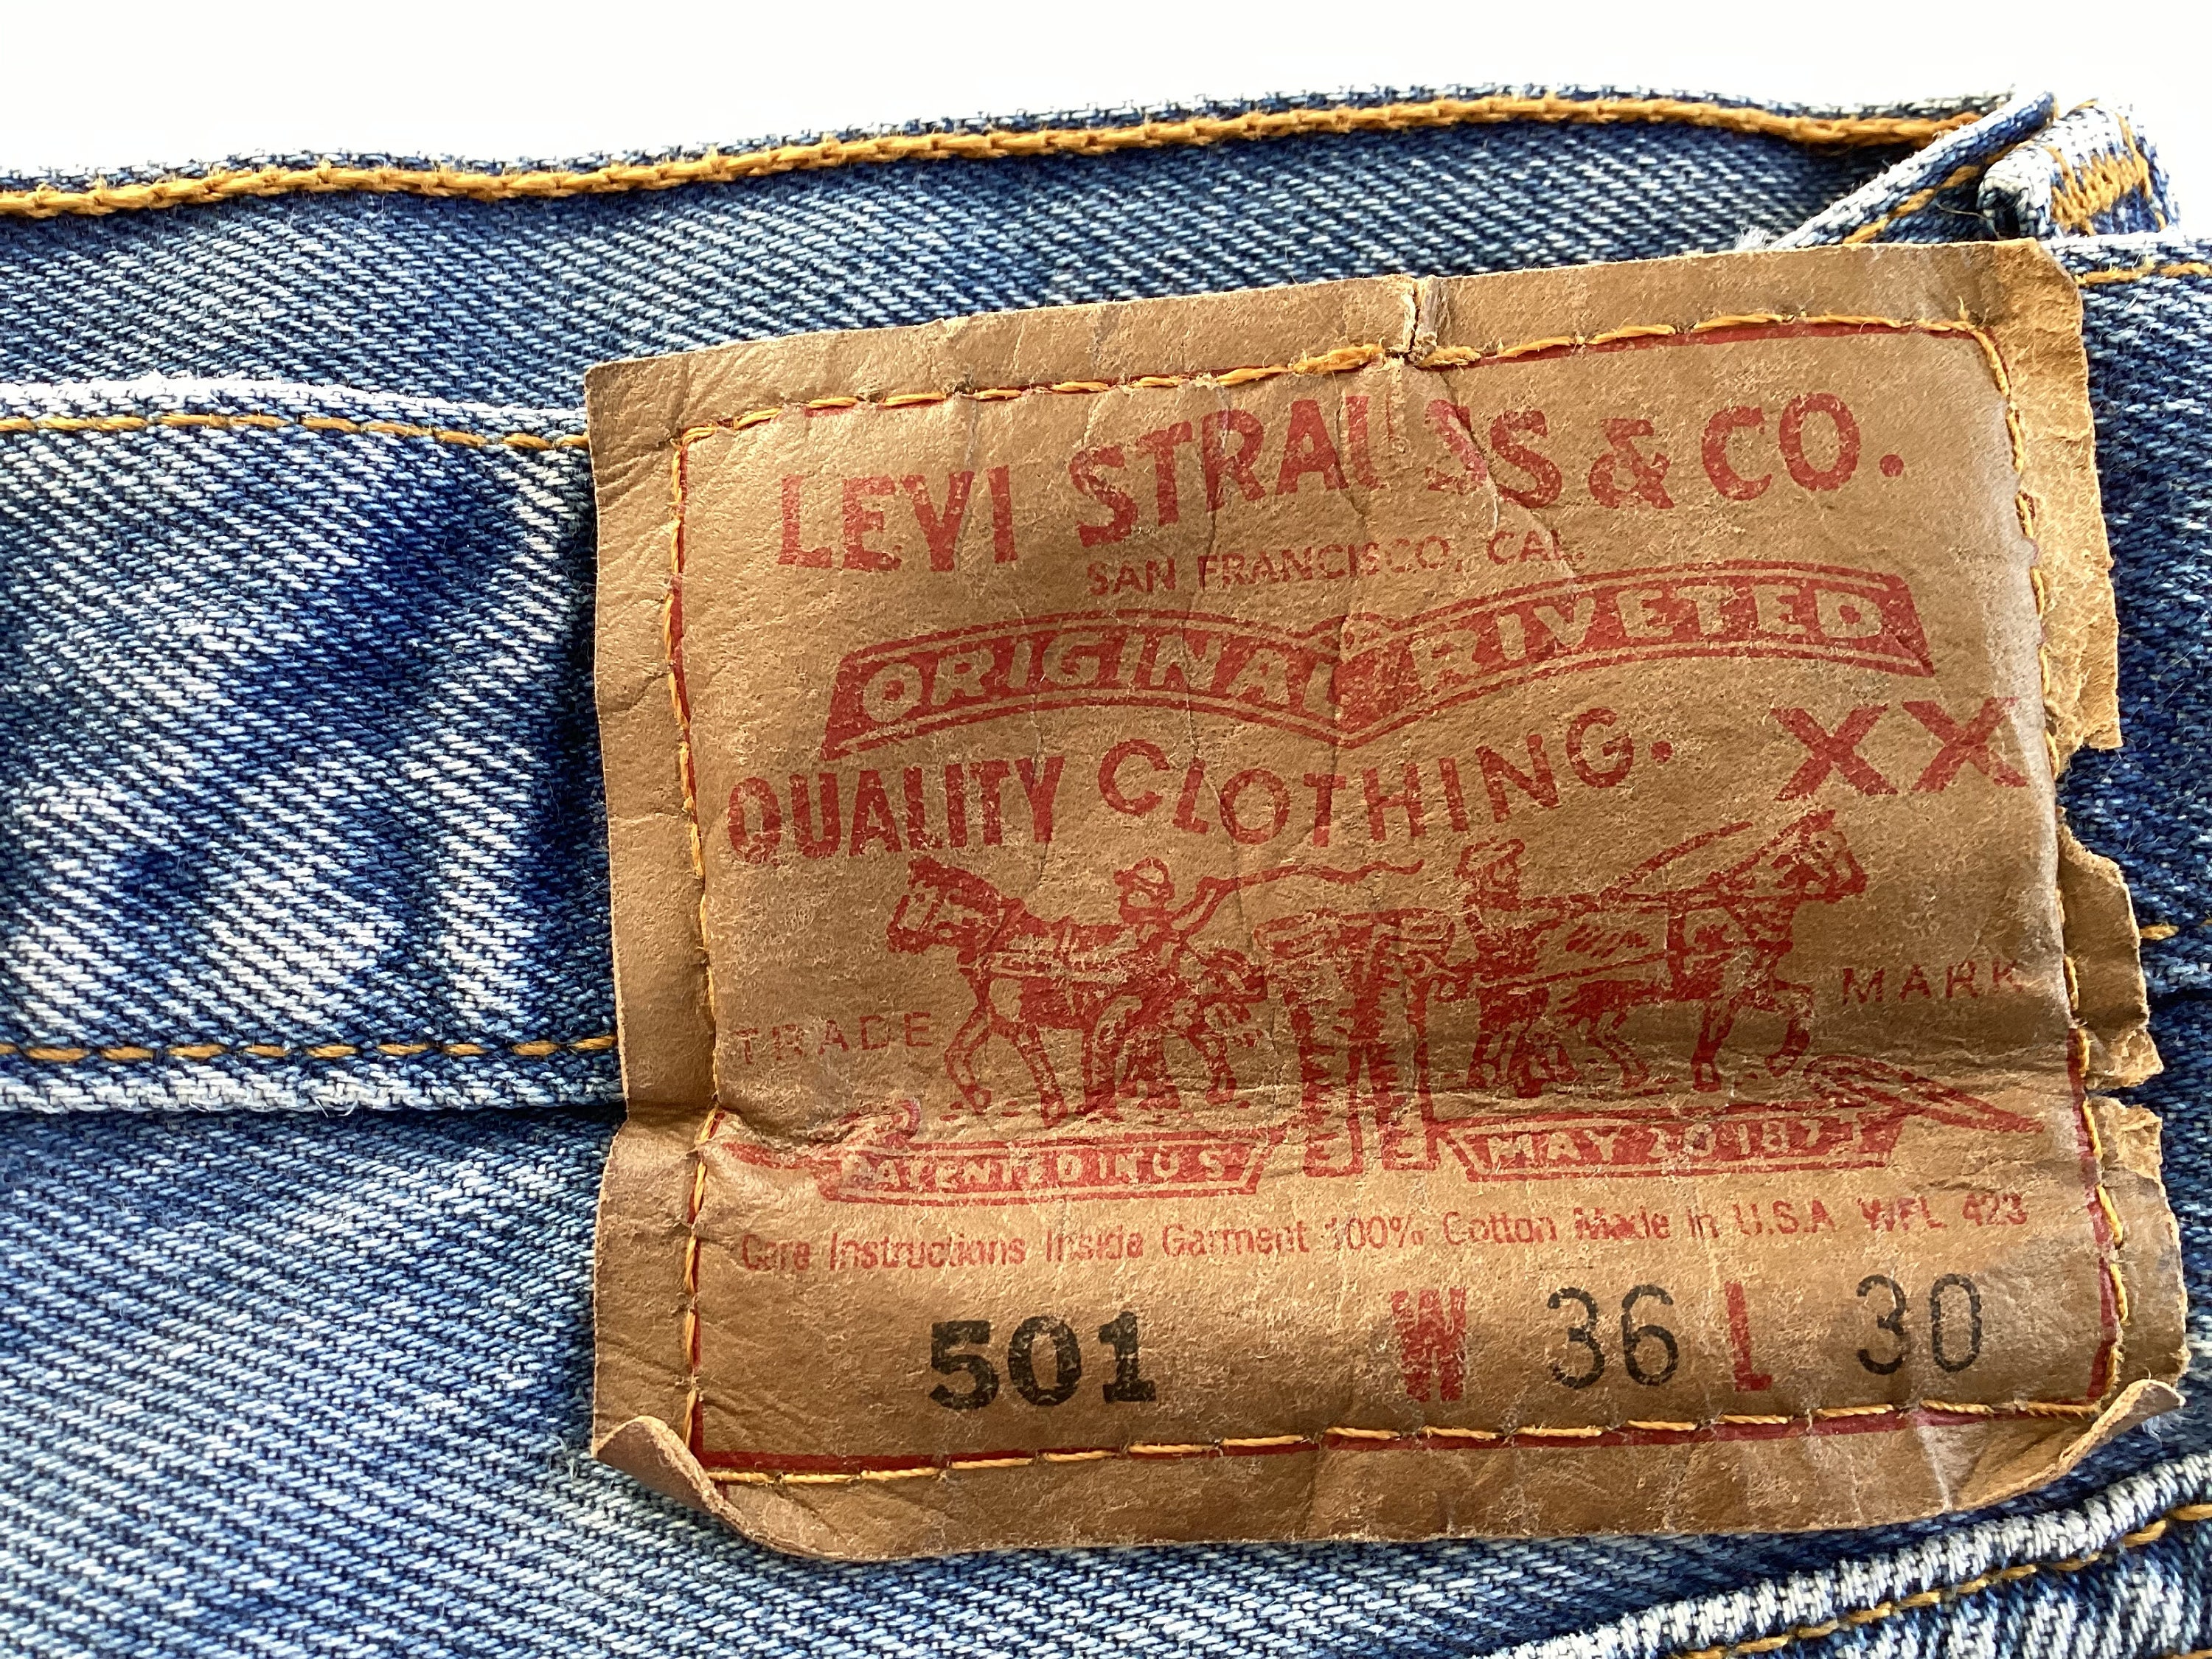 LEVI STRAUSS & CO.
SAN FRANCISCO, CAL.
ORIGINAL RIVETED
QUALITY CLOTHING. XX
TRADE MARK
PATENTED IN U S MAY 20 1873
Care Instructions Inside Garment 100% Cotton Made in U.S.A WPL 423
501 W 36 L 30